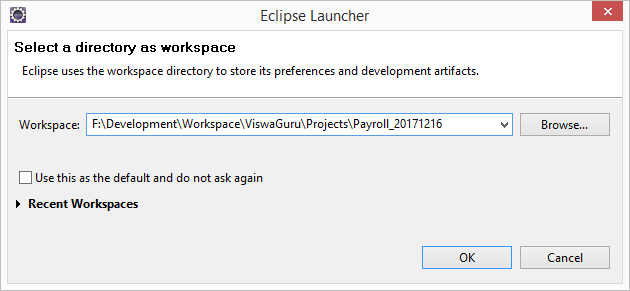 Eclipse Launcher
Select a directory as workspace
Eclipse uses the workspace directory to store its preferences and development artifacts.
Workspace: F:\Development\Workspace\ViswaGuru\Projects\Payroll_20171216 Browse...
Use this as the default and do not ask again
Recent Workspaces
OK Cancel